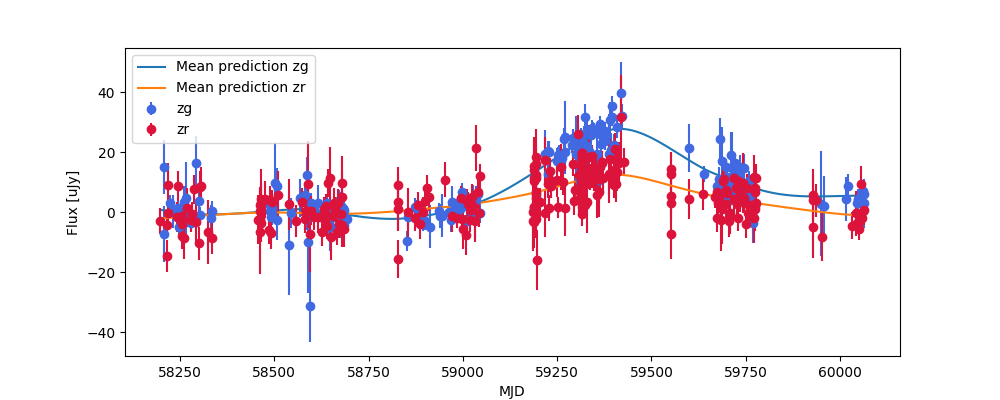 Mean prediction zg
Mean prediction zr
zg
zr
Flux [uJy]
40
20
0
−20
−40
58250
58500
58750
59000
59250
59500
59750
60000
MJD